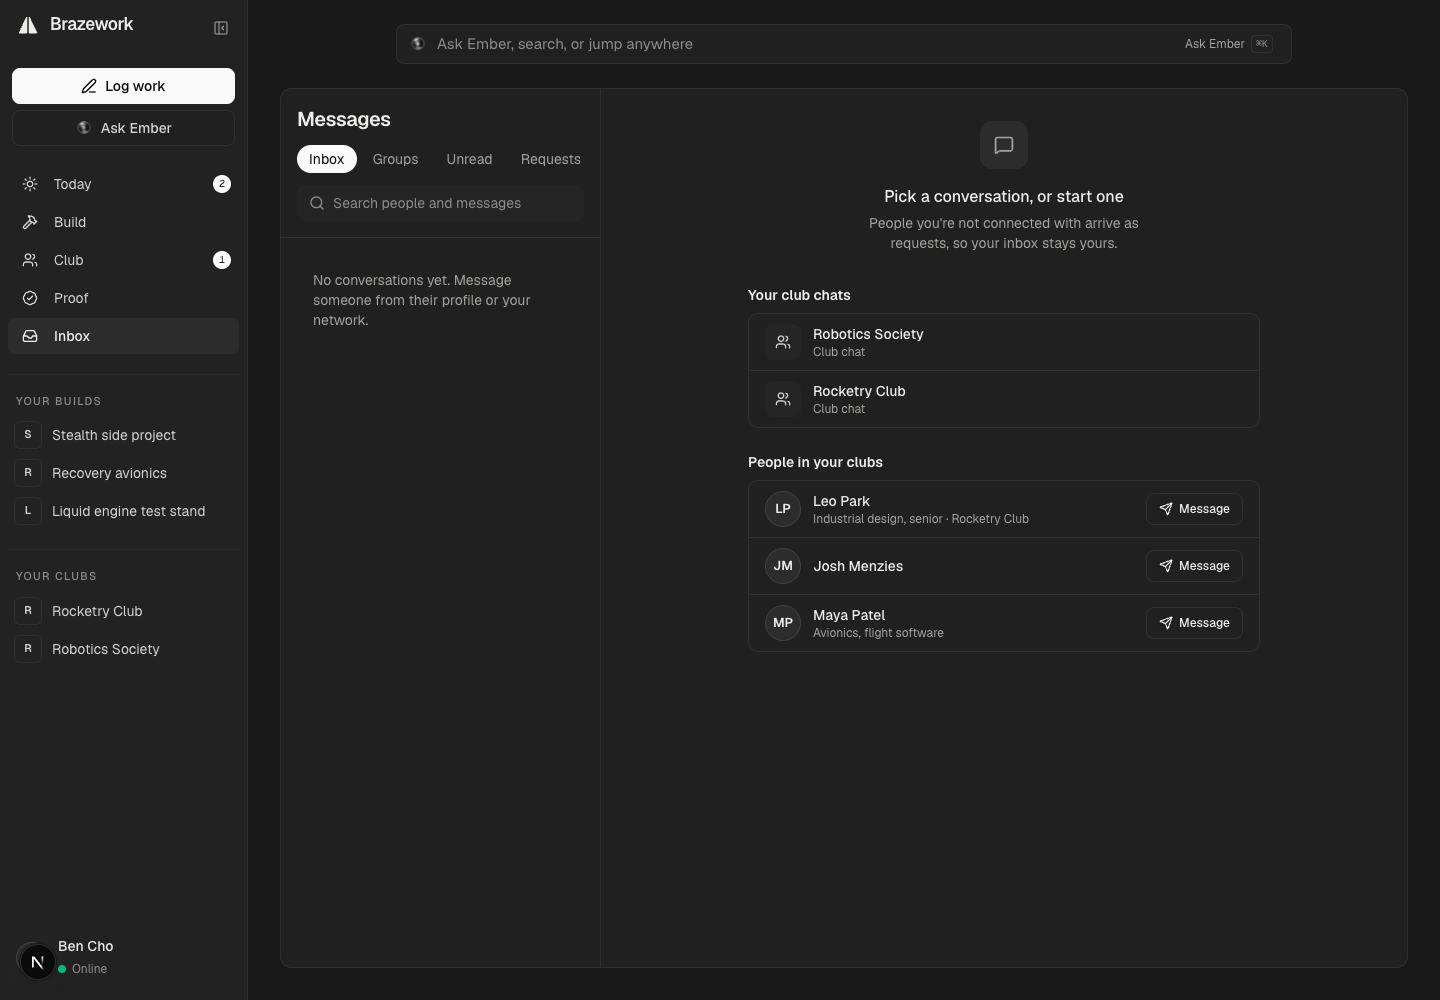 Brazework
Log work
Ask Ember
Today 2
Build
Club 1
Proof
Inbox
YOUR BUILDS
S Stealth side project
R Recovery avionics
L Liquid engine test stand
YOUR CLUBS
R Rocketry Club
R Robotics Society
N
Ben Cho
Online
Ask Ember, search, or jump anywhere
Ask Ember ⌘K
Messages
Inbox Groups Unread Requests
Search people and messages
No conversations yet. Message
someone from their profile or your
network.
Pick a conversation, or start one
People you're not connected with arrive as
requests, so your inbox stays yours.
Your club chats
Robotics Society
Club chat
Rocketry Club
Club chat
People in your clubs
LP Leo Park
Industrial design, senior · Rocketry Club
Message
JM Josh Menzies
Message
MP Maya Patel
Avionics, flight software
Message